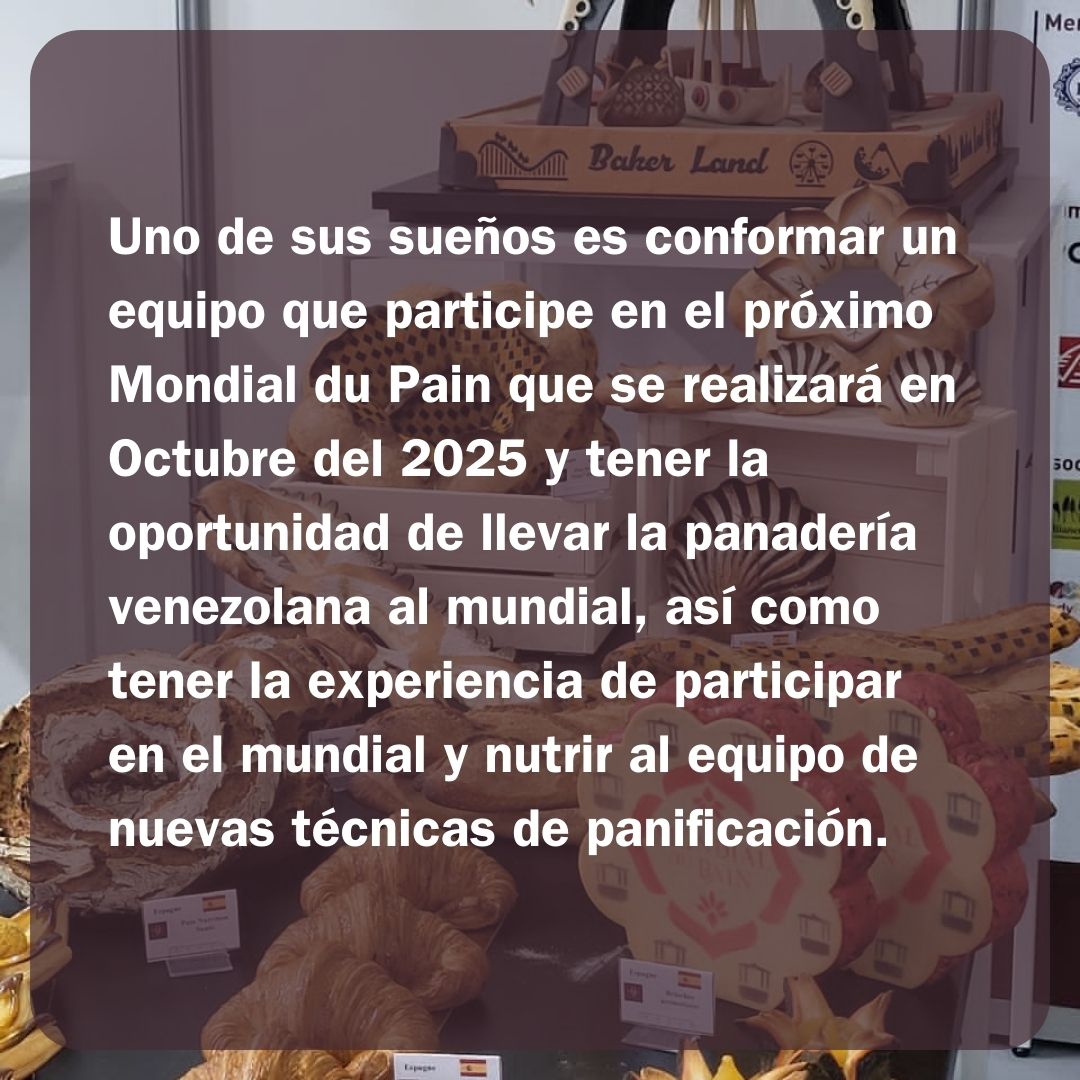 Mer
Baker Land
Uno de sus sueños es conformar un
equipo que participe en el próximo
Mondial du Pain que se realizará en
Octubre del 2025 y tener la
oportunidad de llevar la panadería
venezolana al mundial, así como
tener la experiencia de participar
en el mundial y nutrir al equipo de
nuevas técnicas de panificación.
PAIN
Espagne
Espagne
Espagne